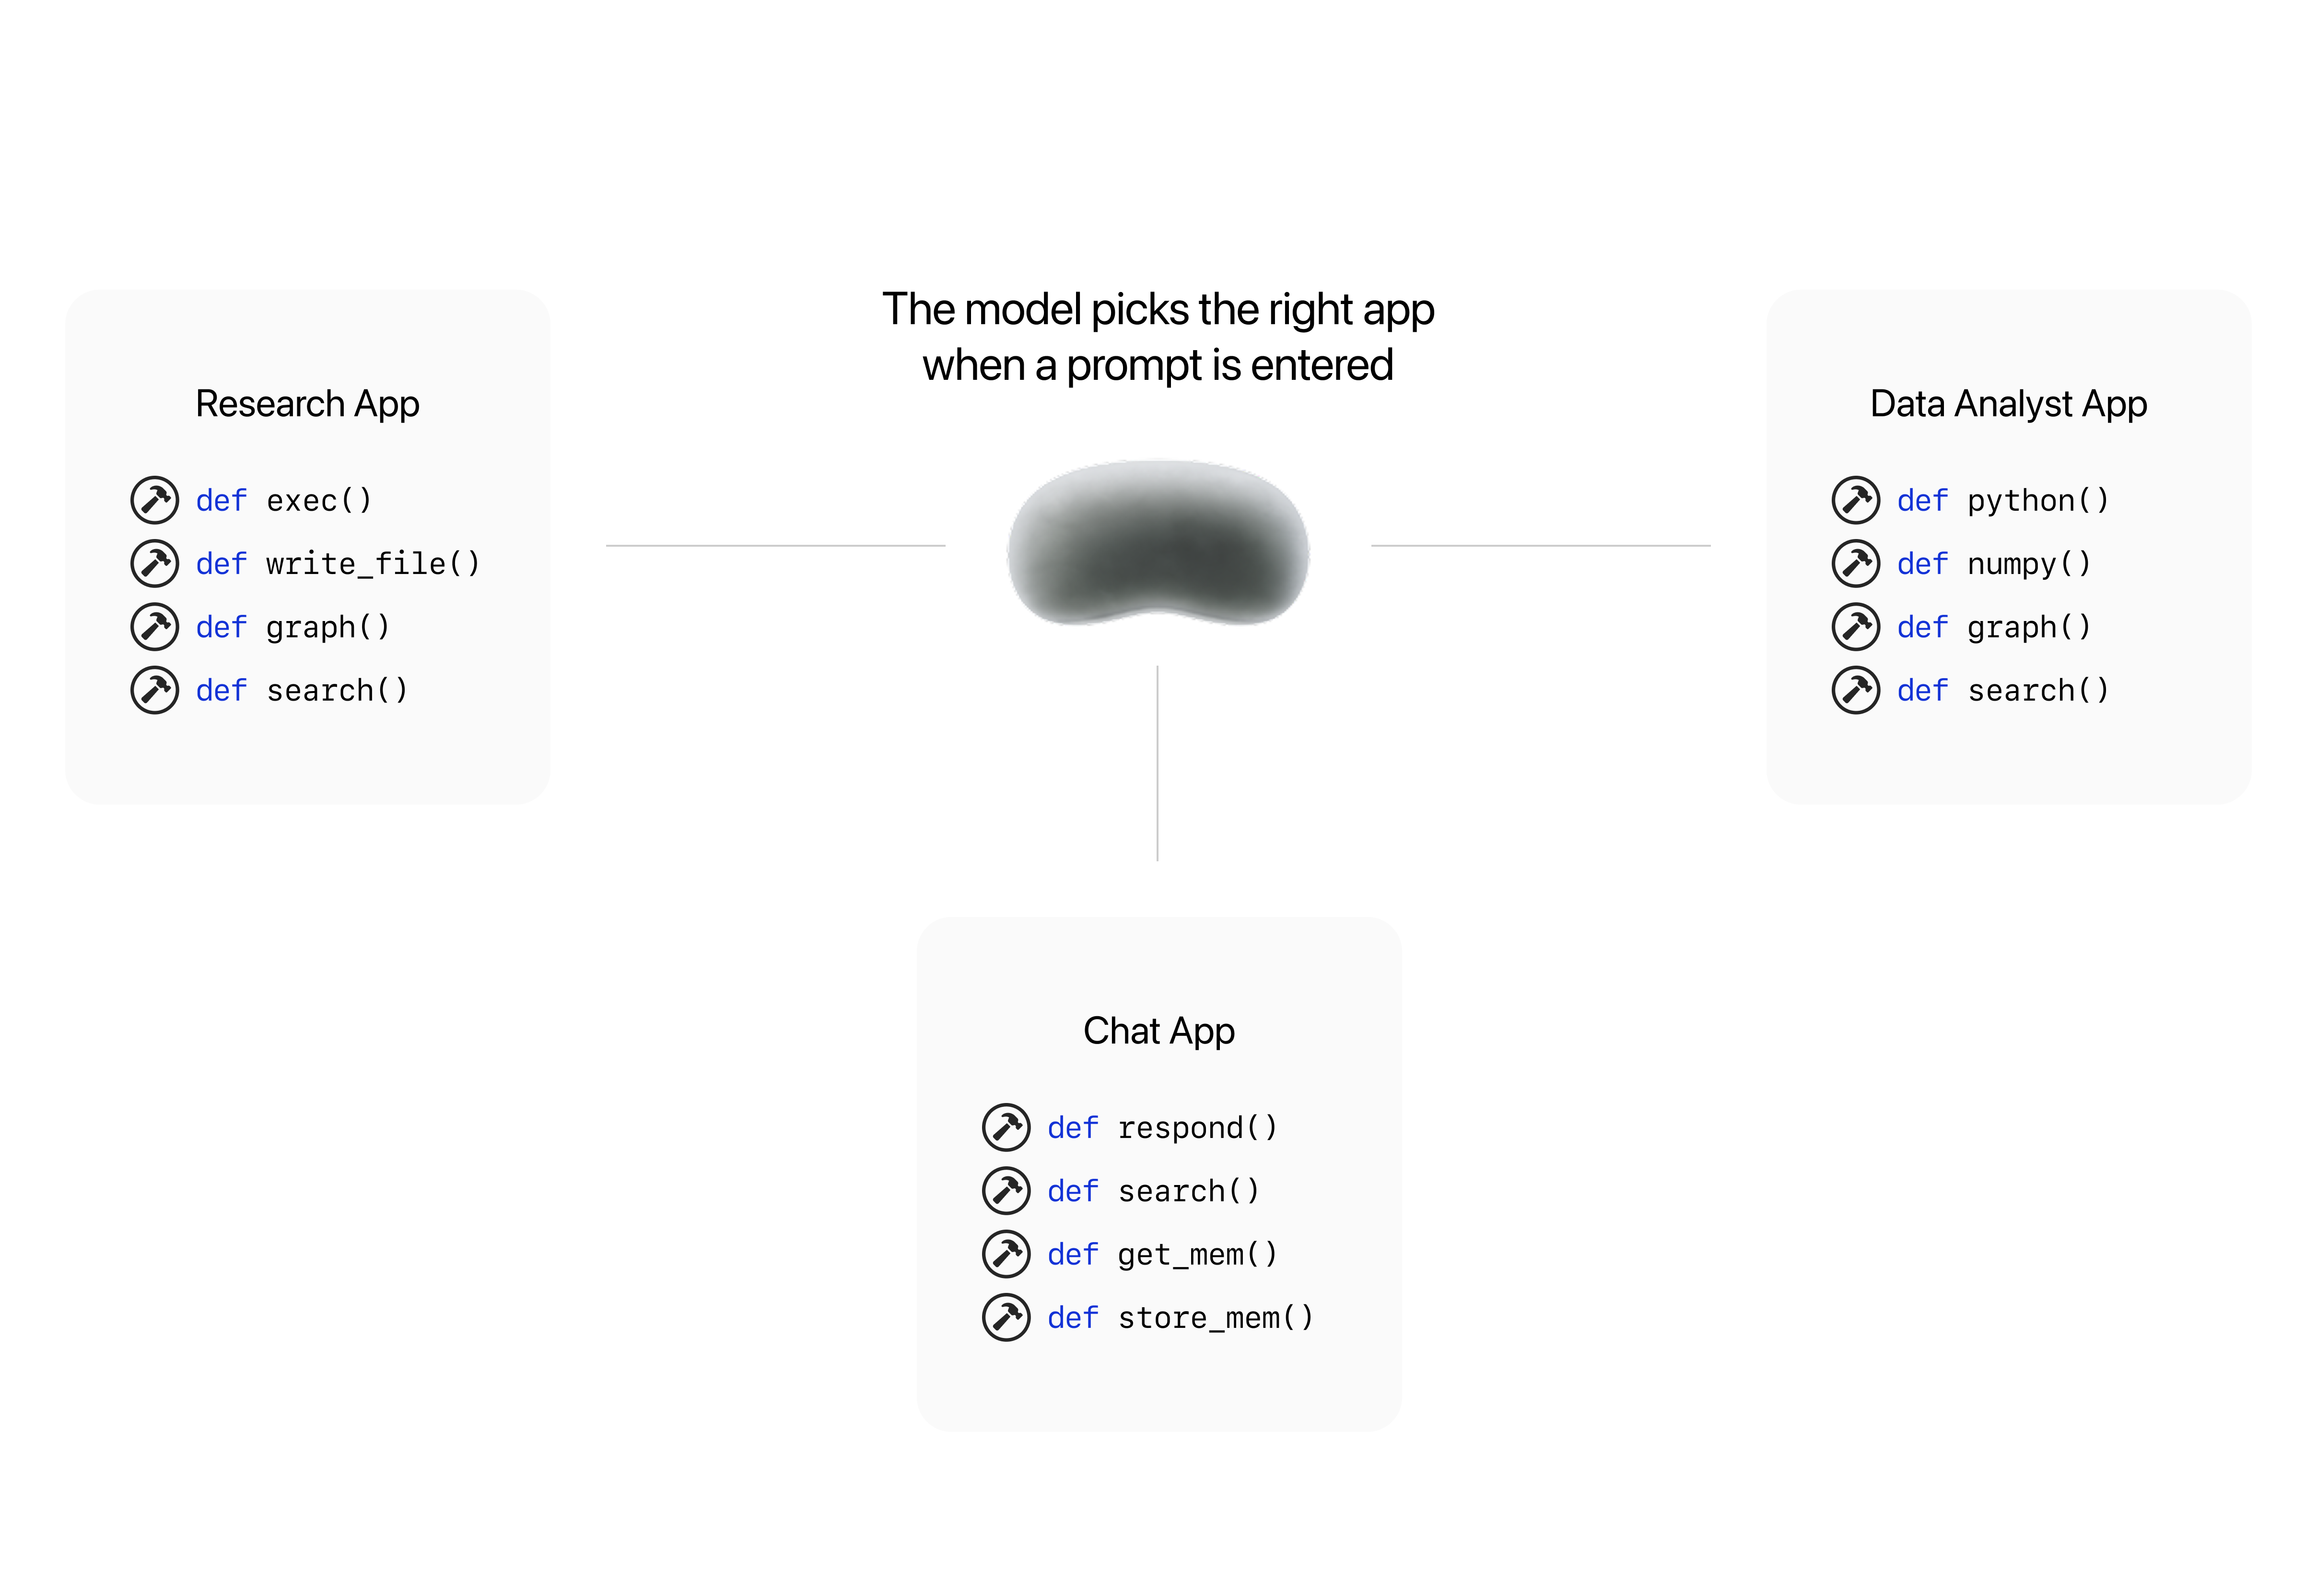 The model picks the right app
when a prompt is entered
Research App
def exec()
def write_file()
def graph()
def search()
Data Analyst App
def python()
def numpy()
def graph()
def search()
Chat App
def respond()
def search()
def get_mem()
def store_mem()